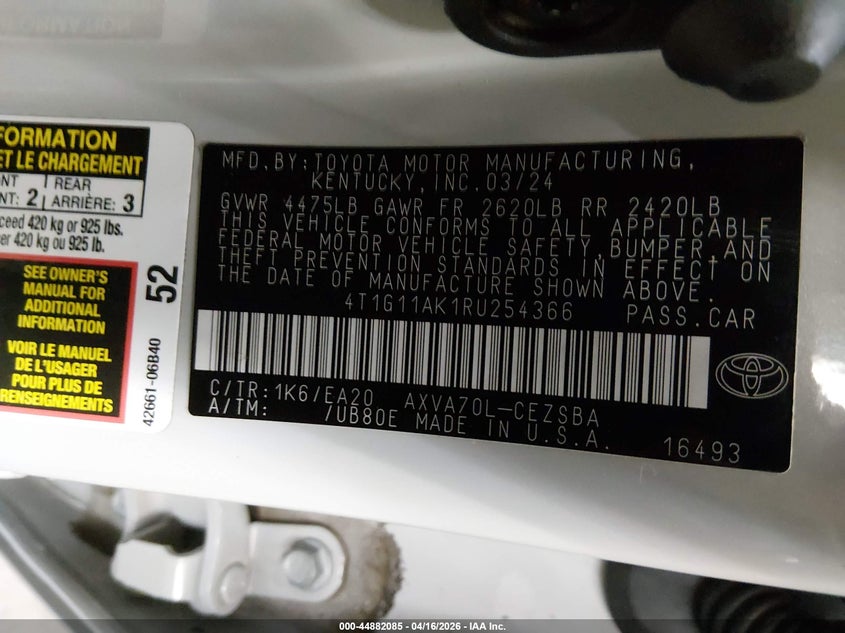 FORMATION
ET LE CHARGEMENT
NT 2 REAR
NT: ARRIÈRE: 3
ceed 420 kg or 925 lbs.
er 420 kg ou 925 lb.
SEE OWNER'S
MANUAL FOR
ADDITIONAL
INFORMATION
VOIR LE MANUEL
DE L'USAGER
POUR PLUS DE
RENSEIGNEMENTS
52
42661-06B40
MFD. BY: TOYOTA MOTOR MANUFACTURING,
KENTUCKY, INC. 03/24
GVWR 4475LB GAWR FR 2620LB RR 2420LB
THIS VEHICLE CONFORMS TO ALL APPLICABLE
FEDERAL MOTOR VEHICLE SAFETY, BUMPER, AND
THEFT PREVENTION STANDARDS IN EFFECT ON
THE DATE OF MANUFACTURE SHOWN ABOVE.
4T1G11AK1RU254366 PASS.CAR
C/TR: 1K6/EA20 AXVA70L-CEZSBA
A/TM: /UB80E MADE IN U.S.A.
16493
000-44882085 - 04/16/2026 - IAA Inc.